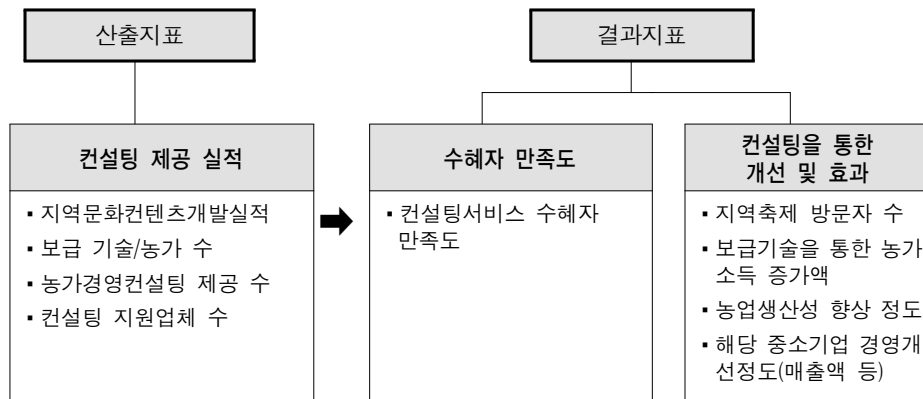 산출지표
결과지표
컨설팅 제공 실적
▪ 지역문화컨텐츠개발실적
▪ 보급 기술/농가 수
▪ 농가경영컨설팅 제공 수
▪ 컨설팅 지원업체 수
수혜자 만족도
▪ 컨설팅서비스 수혜자
만족도
컨설팅을 통한
개선 및 효과
▪ 지역축제 방문자 수
▪ 보급기술을 통한 농가
소득 증가액
▪ 농업생산성 향상 정도
▪ 해당 중소기업 경영개
선정도(매출액 등)